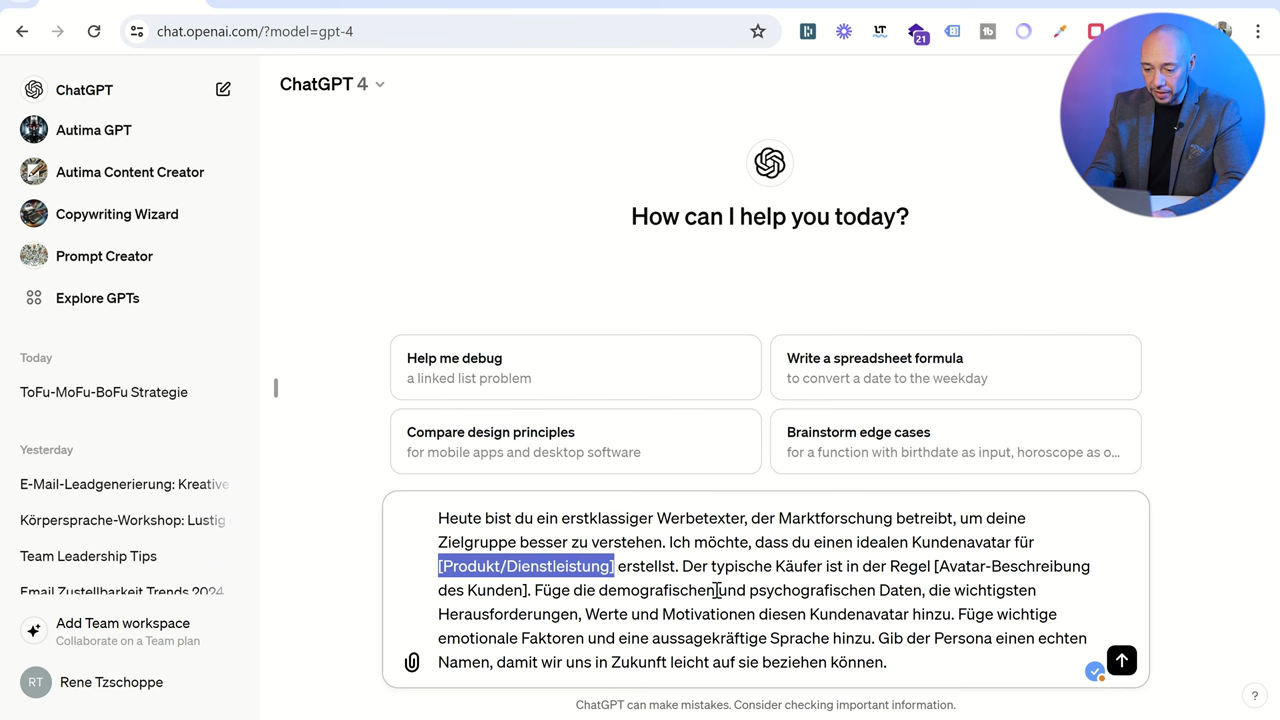 chat.openai.com/?model=gpt-4
LT
21
ChatGPT
ChatGPT 4
Autima GPT
Autima Content Creator
Copywriting Wizard
Prompt Creator
Explore GPTs
Today
ToFu-MoFu-BoFu Strategie
Yesterday
E-Mail-Leadgenerierung: Kreative
Körpersprache-Workshop: Lustig
Team Leadership Tips
Email Zustellbarkeit Trends 2024
Add Team workspace
Collaborate on a Team plan
RT
Rene Tzschoppe
How can I help you today?
Help me debug
a linked list problem
Write a spreadsheet formula
to convert a date to the weekday
Compare design principles
for mobile apps and desktop software
Brainstorm edge cases
for a function with birthdate as input, horoscope as o...
Heute bist du ein erstklassiger Werbetexter, der Marktforschung betreibt, um deine
Zielgruppe besser zu verstehen. Ich möchte, dass du einen idealen Kundenavatar für
[Produkt/Dienstleistung] erstellst. Der typische Käufer ist in der Regel [Avatar-Beschreibung
des Kunden]. Füge die demografischen und psychografischen Daten, die wichtigsten
Herausforderungen, Werte und Motivationen diesen Kundenavatar hinzu. Füge wichtige
emotionale Faktoren und eine aussagekräftige Sprache hinzu. Gib der Persona einen echten
Namen, damit wir uns in Zukunft leicht auf sie beziehen können.
ChatGPT can make mistakes. Consider checking important information.
?